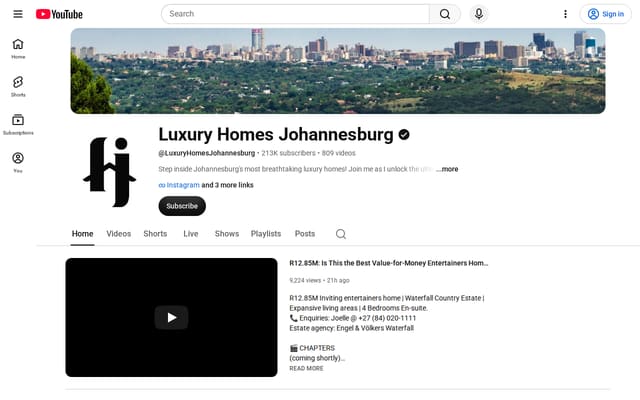 YouTube
Search
Sign in
Home
Shorts
Subscriptions
You
hj
Luxury Homes Johannesburg
@LuxuryHomesJohannesburg • 213K subscribers • 809 videos
Step inside Johannesburg's most breathtaking luxury homes! Join me as I unlock the ...more
Instagram and 3 more links
Subscribe
Home Videos Shorts Live Shows Playlists Posts
R12.85M: Is This the Best Value-for-Money Entertainers Hom...
9,224 views • 21h ago
R12.85M Inviting entertainers home | Waterfall Country Estate |
Expansive living areas | 4 Bedrooms En-suite.
📞 Enquiries: Joelle @ +27 (84) 020-1111
Estate agency: Engel & Völkers Waterfall
🎬 CHAPTERS
(coming shortly)...
READ MORE